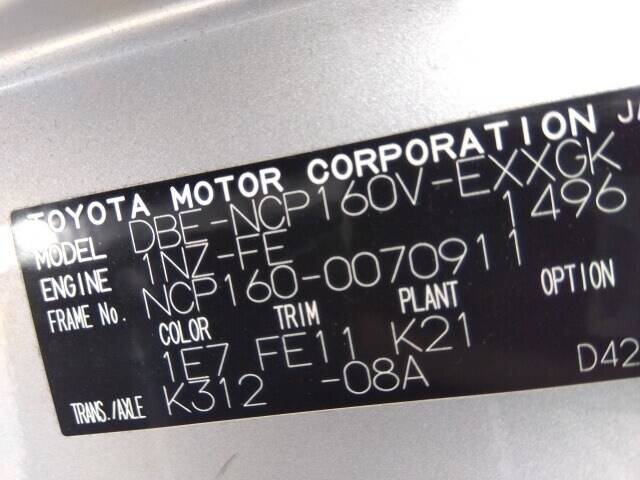 TOYOTA MOTOR CORPORATION
MODEL DBE-NCP160V-EXXGK
ENGINE 1NZ-FE 1496
FRAME No. NCP160-0070911
COLOR TRIM PLANT OPTION
1E7 FE11 K21
TRANS./AXLE K312 -08A D42